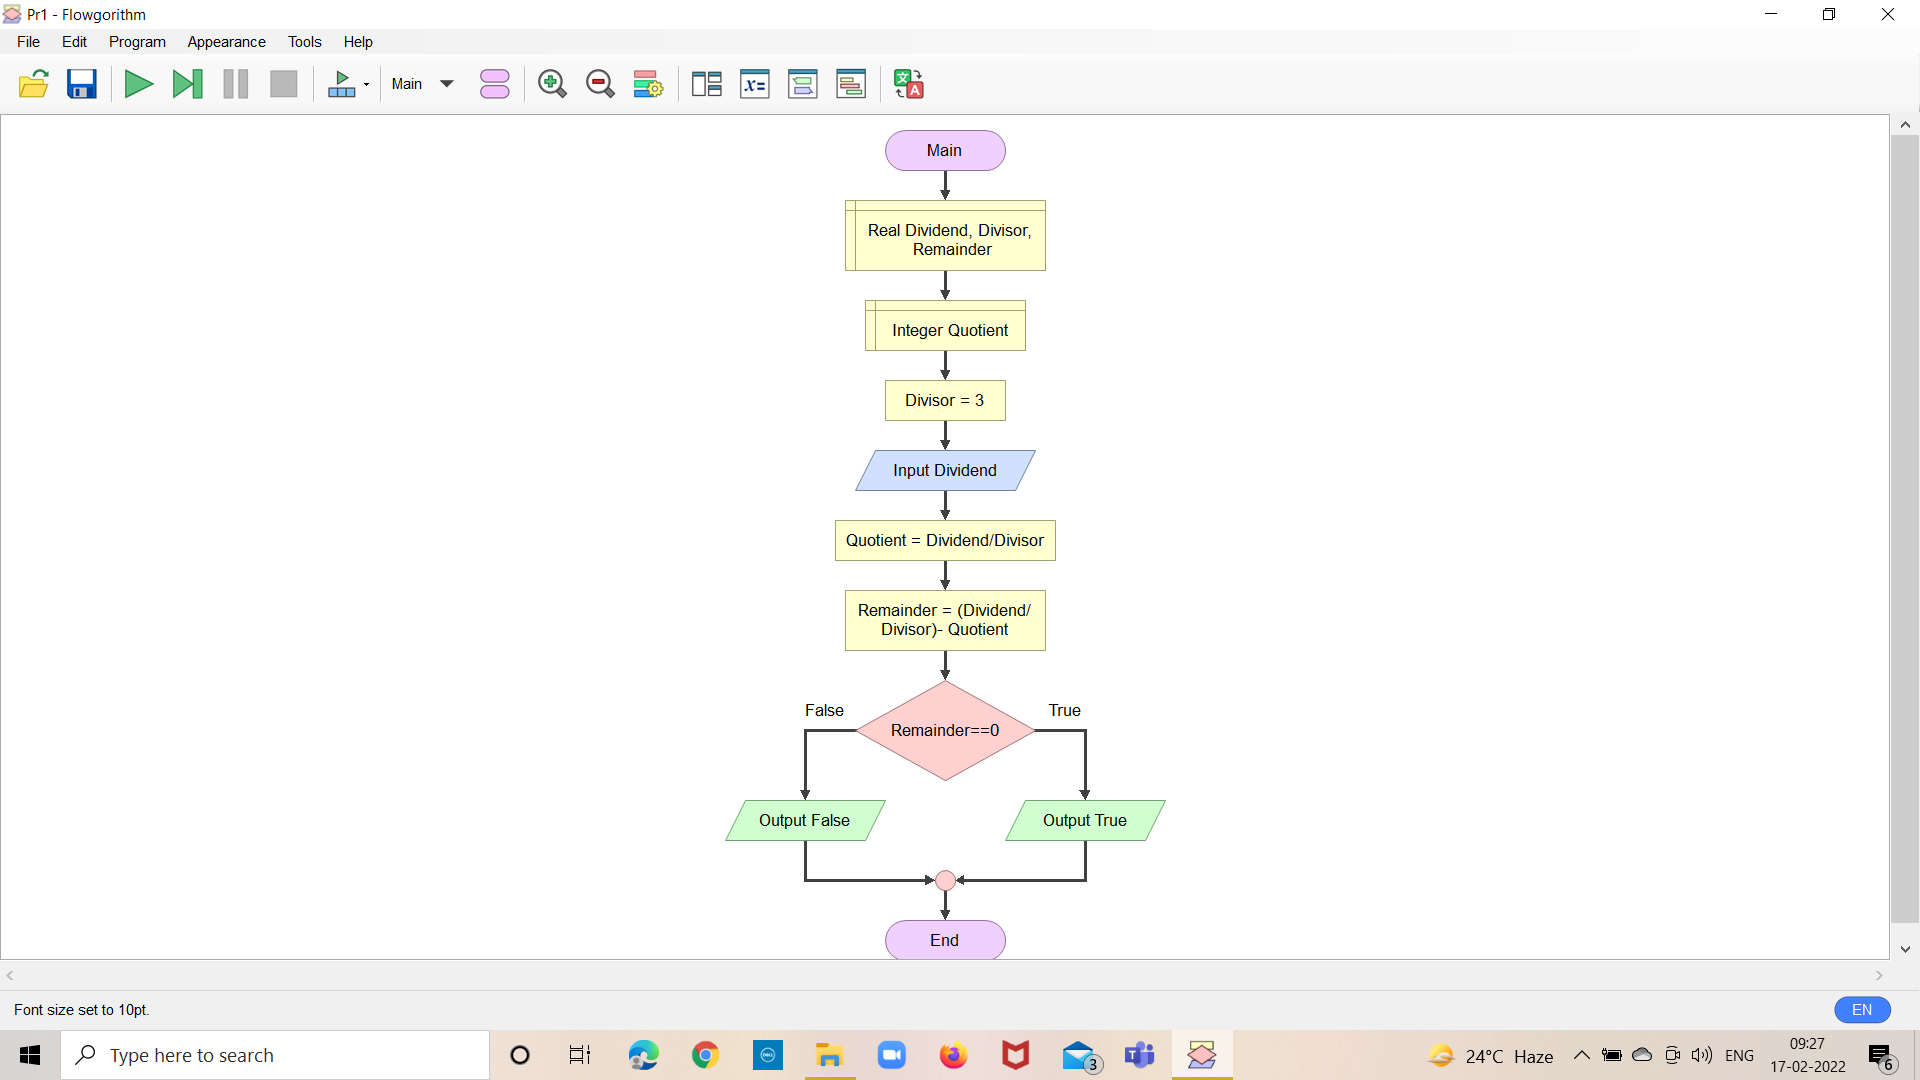 Pr1 - Flowgorithm
File Edit Program Appearance Tools Help
Main
x=
A
Main
Real Dividend, Divisor,
Remainder
Integer Quotient
Divisor = 3
Input Dividend
Quotient = Dividend/Divisor
Remainder = (Dividend/
Divisor)- Quotient
False
True
Remainder==0
Output False
Output True
End
Font size set to 10pt.
EN
Type here to search
DELL
3
24°C Haze
ENG
09:27
17-02-2022
6